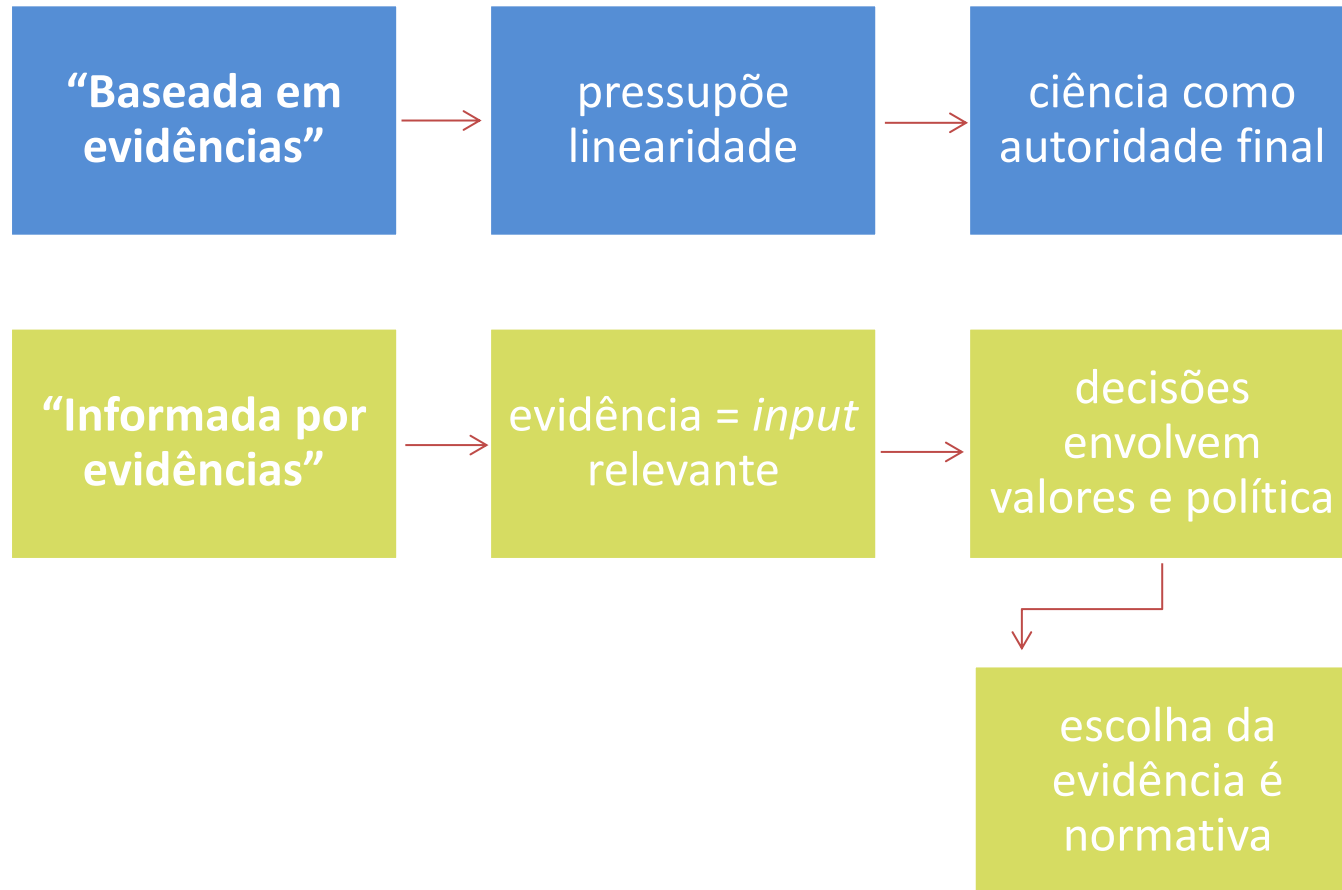 “Baseada em
evidências”
pressupõe
linearidade
ciência como
autoridade final
“Informada por
evidências”
evidência = input
relevante
decisões
envolvem
valores e política
escolha da
evidência é
normativa